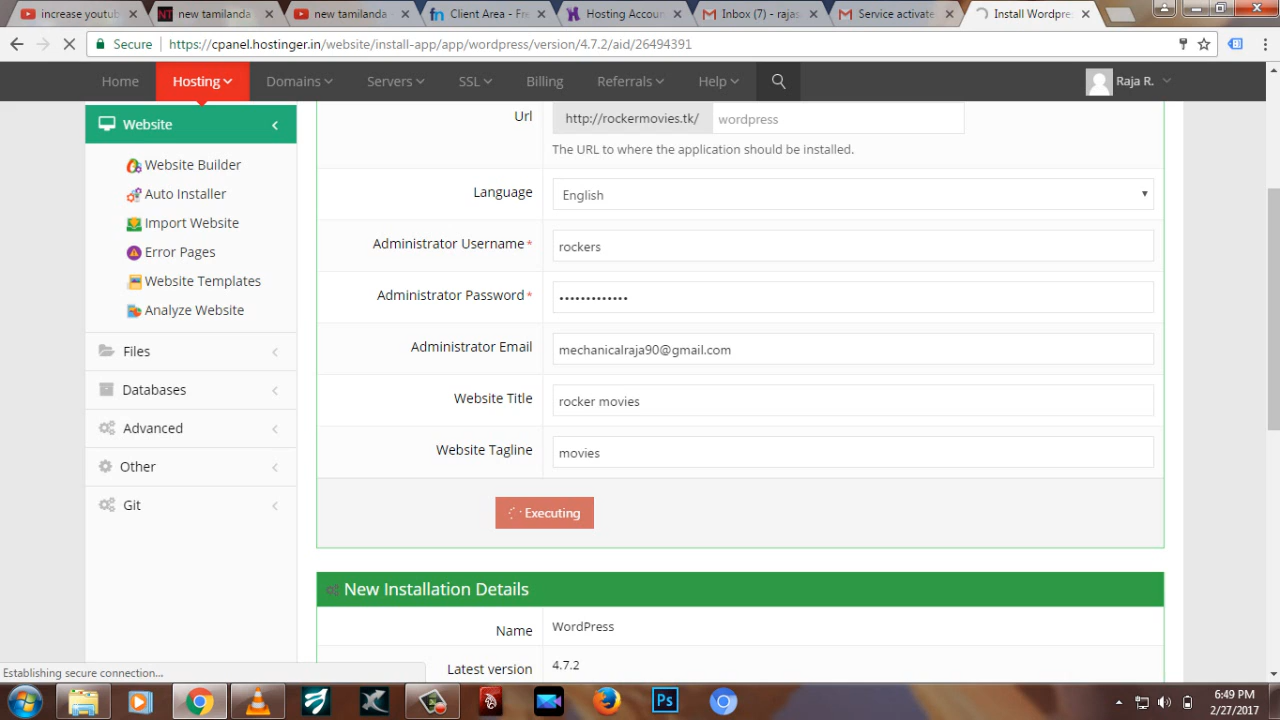 increase youtub
new tamilanda
new tamilanda
Client Area - Fre
Hosting Accoun
Inbox (7) - rajas
Service activate
Install Wordpre
Secure
https://cpanel.hostinger.in/website/install-app/app/wordpress/version/4.7.2/aid/26494391
Home
Hosting
Domains
Servers
SSL
Billing
Referrals
Help
Raja R.
Website
Website Builder
Auto Installer
Import Website
Error Pages
Website Templates
Analyze Website
Files
Databases
Advanced
Other
Git
Url
http://rockermovies.tk/
wordpress
The URL to where the application should be installed.
Language
English
Administrator Username*
rockers
Administrator Password*
•••••••••••••
Administrator Email
mechanicalraja90@gmail.com
Website Title
rocker movies
Website Tagline
movies
Executing
New Installation Details
Name
WordPress
Latest version
4.7.2
Establishing secure connection...
Ps
6:49 PM
2/27/2017